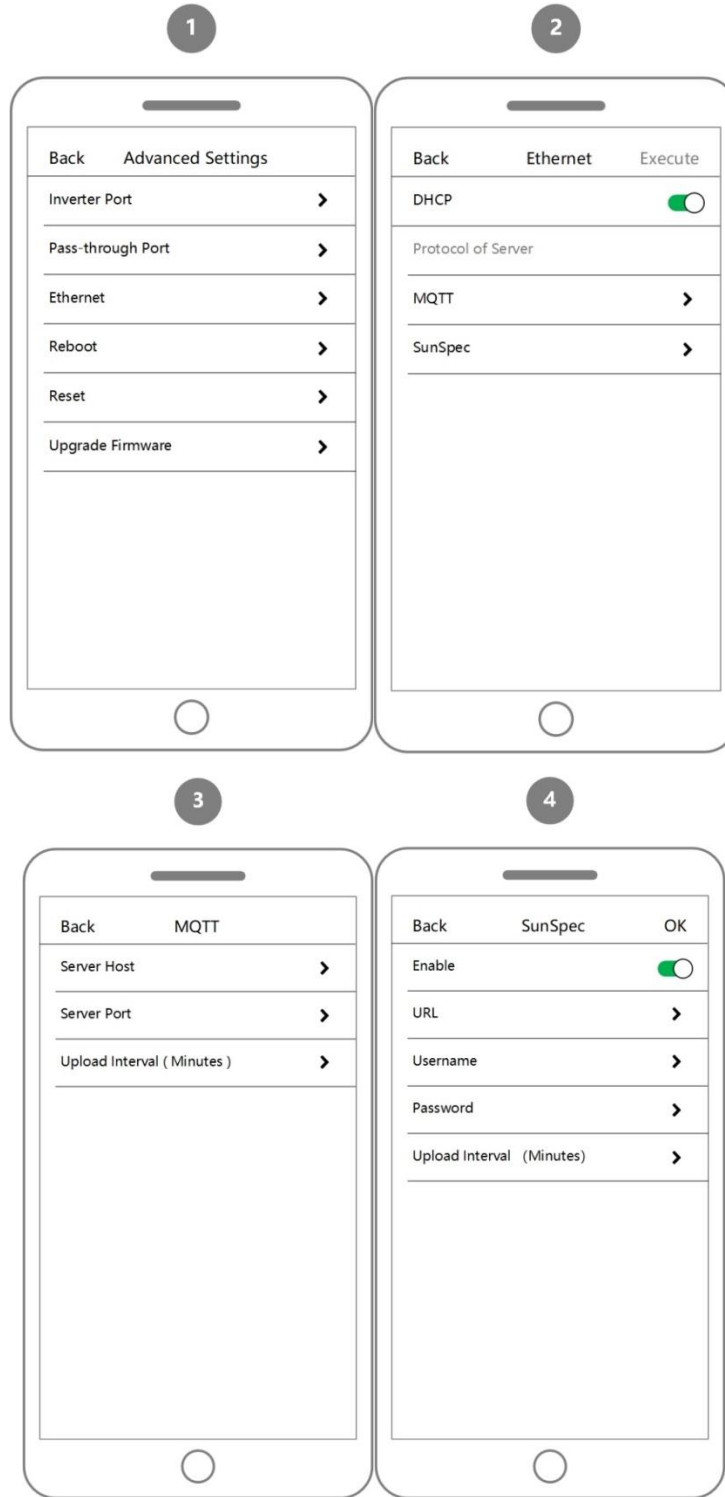 1
2
Back Advanced Settings
Inverter Port
Pass-through Port
Ethernet
Reboot
Reset
Upgrade Firmware
Back Ethernet Execute
DHCP
Protocol of Server
MQTT
SunSpec
3
4
Back MQTT
Server Host
Server Port
Upload Interval ( Minutes )
Back SunSpec OK
Enable
URL
Username
Password
Upload Interval (Minutes)